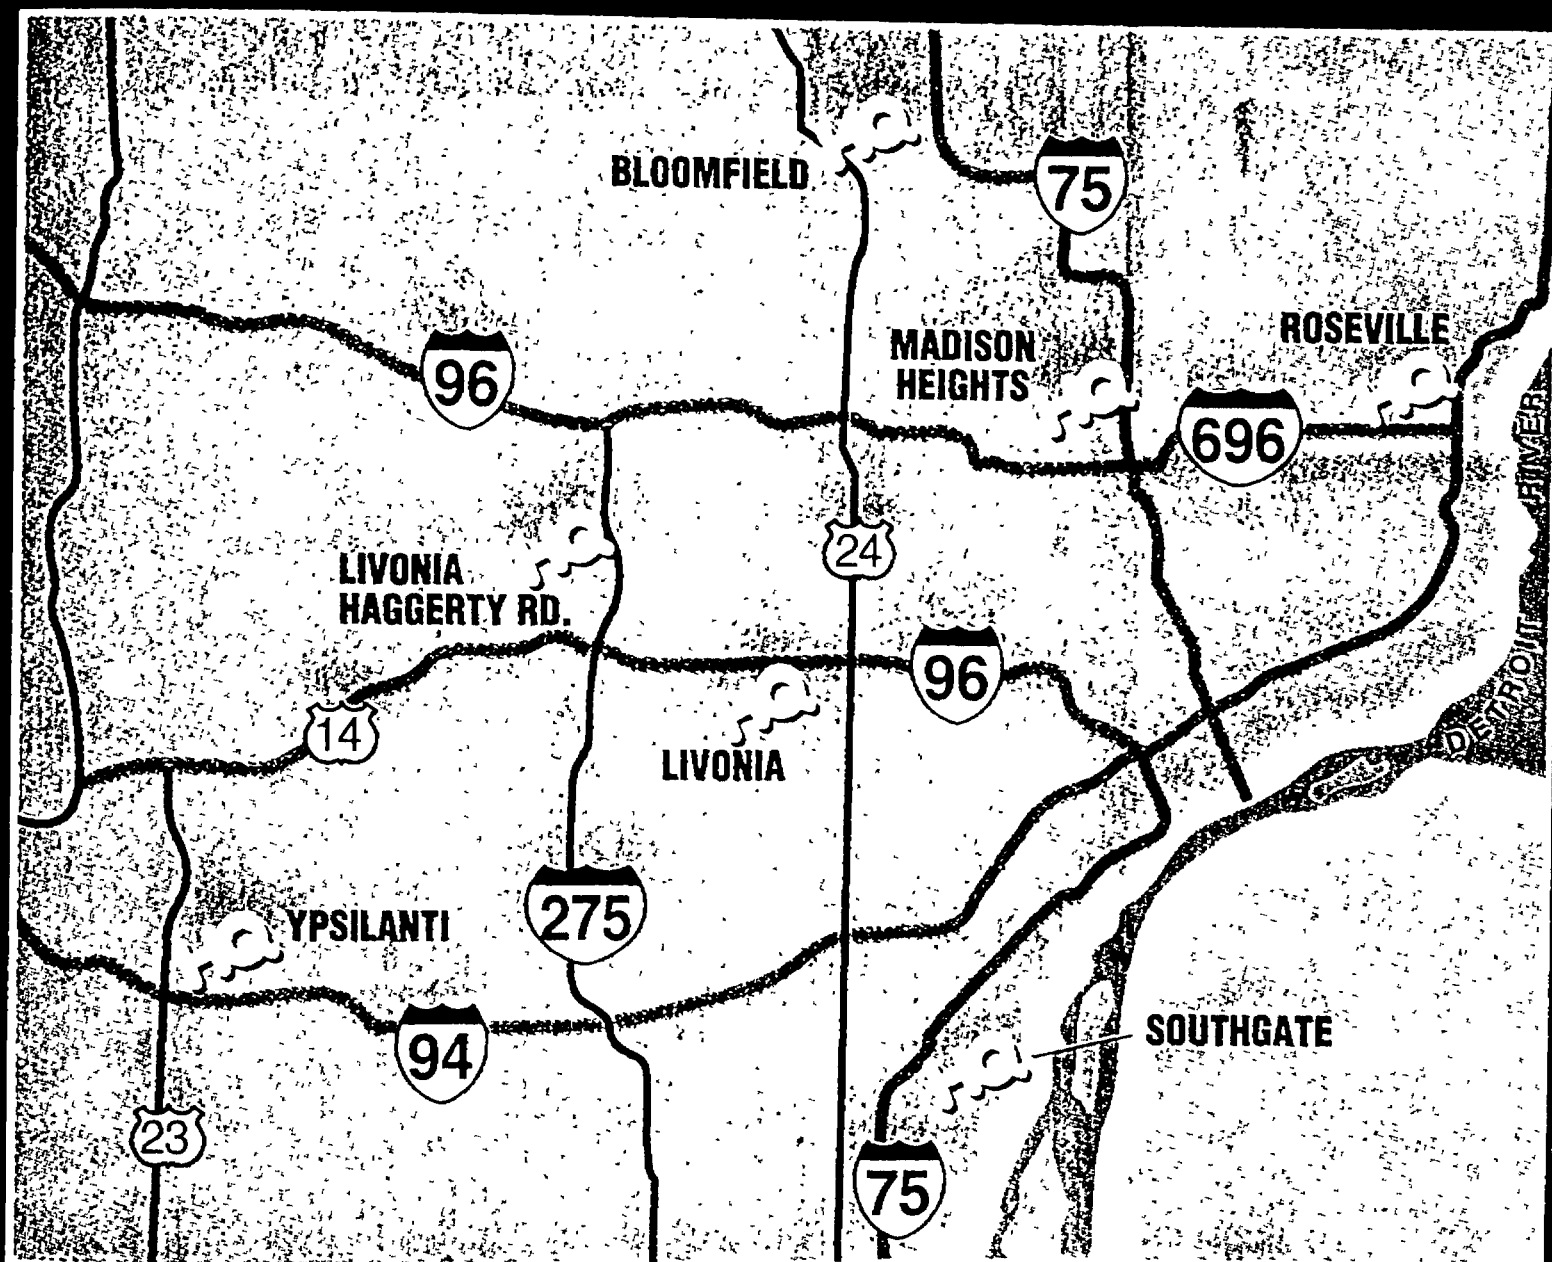 BLOOMFIELD
75
MADISON
HEIGHTS
ROSEVILLE
96
696
RIVER
24
LIVONIA
HAGGERTY RD.
96
14
DETROIT
LIVONIA
275
YPSILANTI
94
SOUTHGATE
23
75